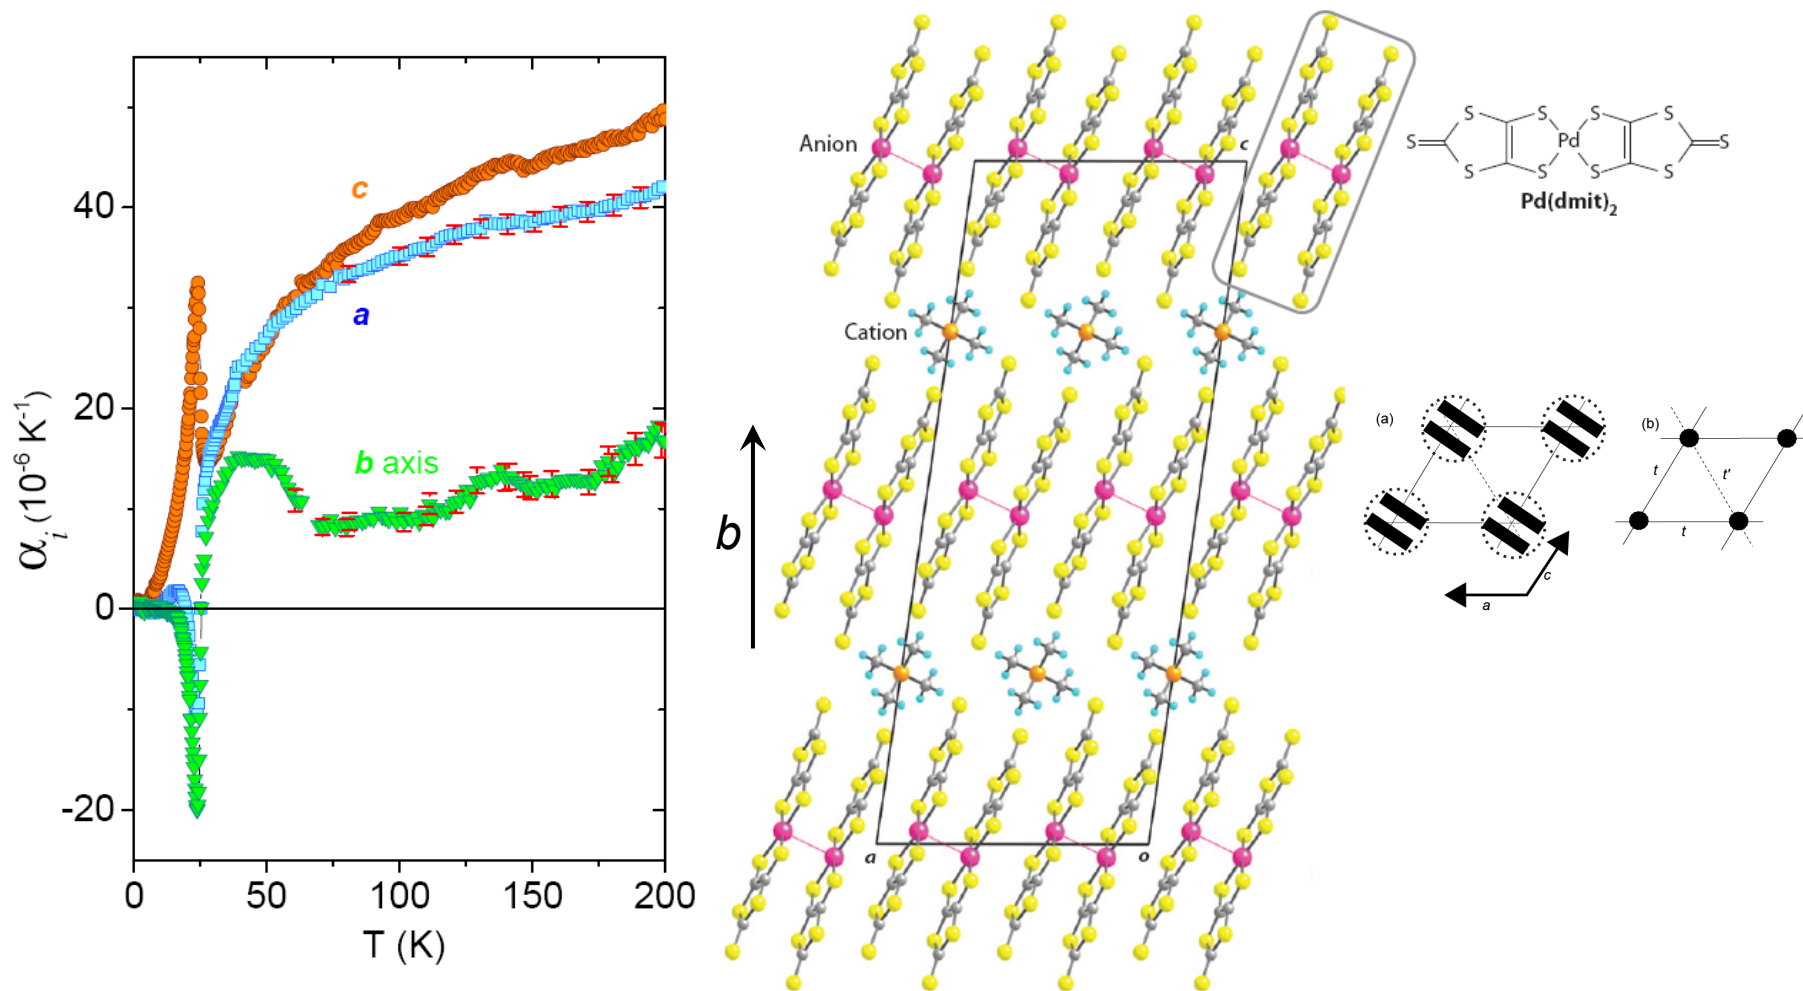 40
20
0
-20
0
50
100
150
200
α_i (10⁻⁶ K⁻¹)
T (K)
c
a
b axis
b
Anion
Cation
c
a
o
S
S
S
S
S
Pd
S
S
S
S
S
Pd(dmit)₂
(a)
a
c
(b)
t
t'
t